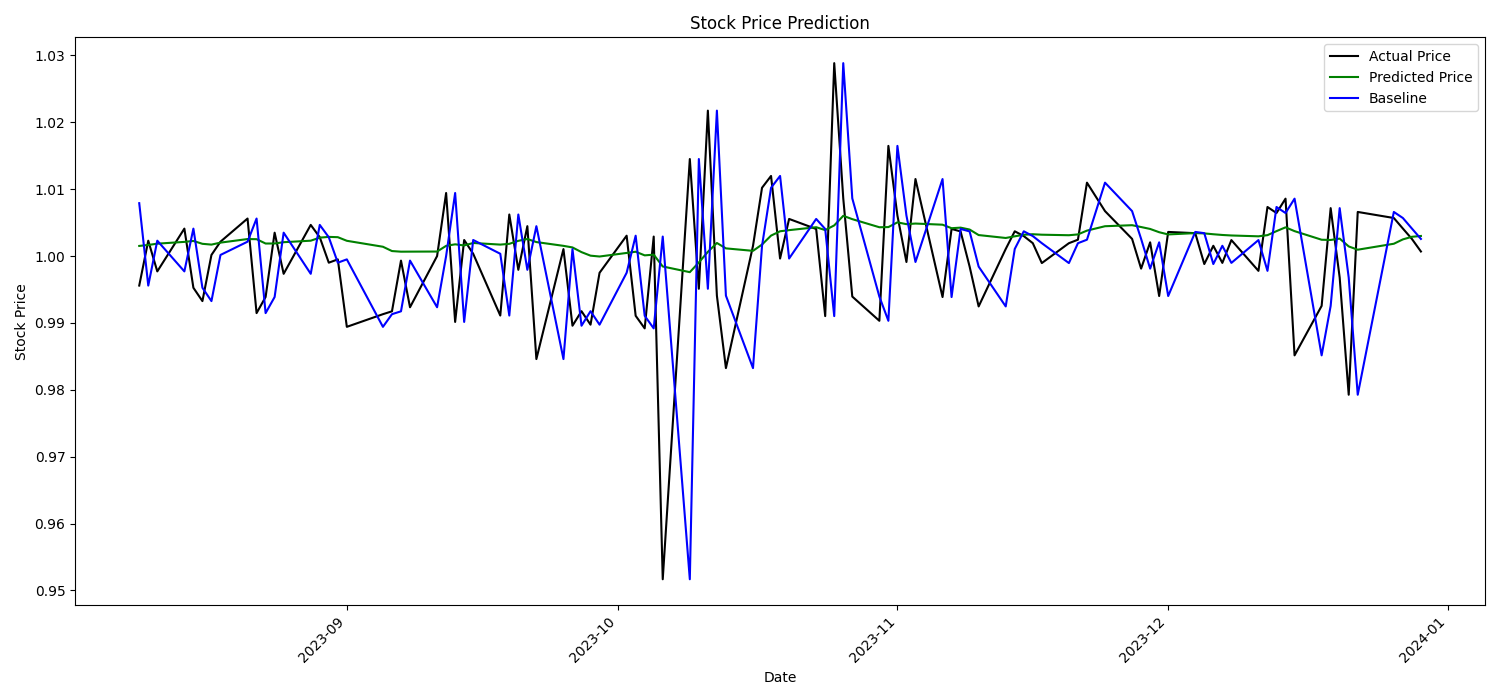 Stock Price Prediction
Actual Price
Predicted Price
Baseline
1.03
1.02
1.01
1.00
0.99
0.98
0.97
0.96
0.95
Stock Price
2023-09
2023-10
2023-11
2023-12
2024-01
Date